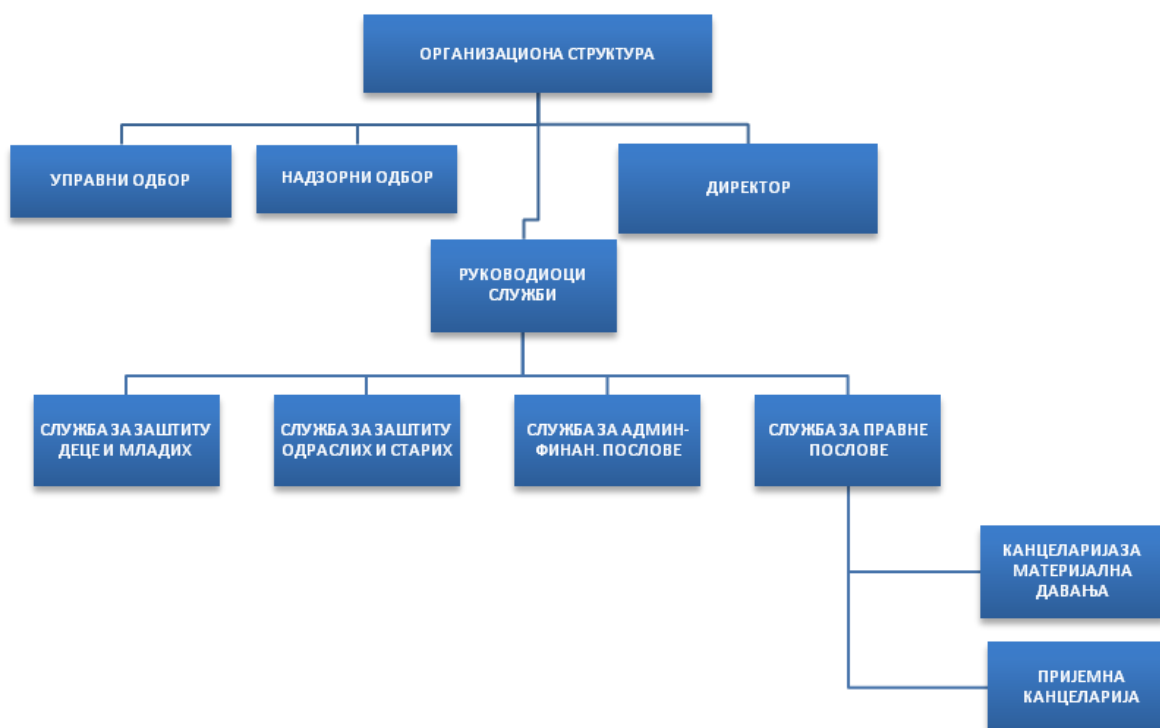 ОРГАНИЗАЦИОНА СТРУКТУРА
УПРАВНИ ОДБОР
НАДЗОРНИ ОДБОР
ДИРЕКТОР
РУКОВОДИОЦИ
СЛУЖБИ
СЛУЖБА ЗА ЗАШТИТУ
ДЕЦЕ И МЛАДИХ
СЛУЖБА ЗА ЗАШТИТУ
ОДРАСЛИХ И СТАРИХ
СЛУЖБА ЗА АДМИН-
ФИНАН. ПОСЛОВЕ
СЛУЖБА ЗА ПРАВНЕ
ПОСЛОВЕ
КАНЦЕЛАРИЈАЗА
МАТЕРИЈАЛНА
ДАВАЊА
ПРИЈЕМНА
КАНЦЕЛАРИЈА